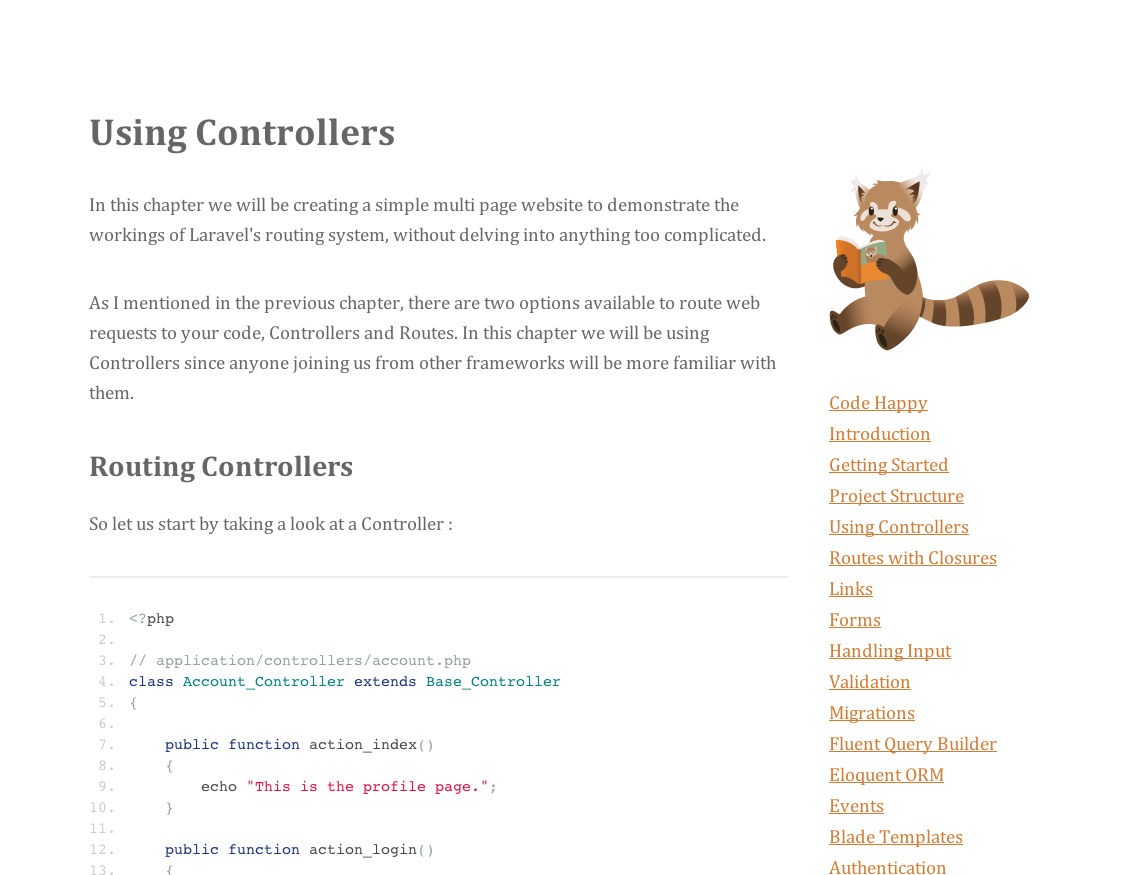 Using Controllers
In this chapter we will be creating a simple multi page website to demonstrate the
workings of Laravel's routing system, without delving into anything too complicated.
As I mentioned in the previous chapter, there are two options available to route web
requests to your code, Controllers and Routes. In this chapter we will be using
Controllers since anyone joining us from other frameworks will be more familiar with
them.
Routing Controllers
So let us start by taking a look at a Controller :
1. <?php
2.
3. // application/controllers/account.php
4. class Account_Controller extends Base_Controller
5. {
6.
7.     public function action_index()
8.     {
9.         echo "This is the profile page.";
10.     }
11.
12.     public function action_login()
13.     {
Code Happy
Introduction
Getting Started
Project Structure
Using Controllers
Routes with Closures
Links
Forms
Handling Input
Validation
Migrations
Fluent Query Builder
Eloquent ORM
Events
Blade Templates
Authentication